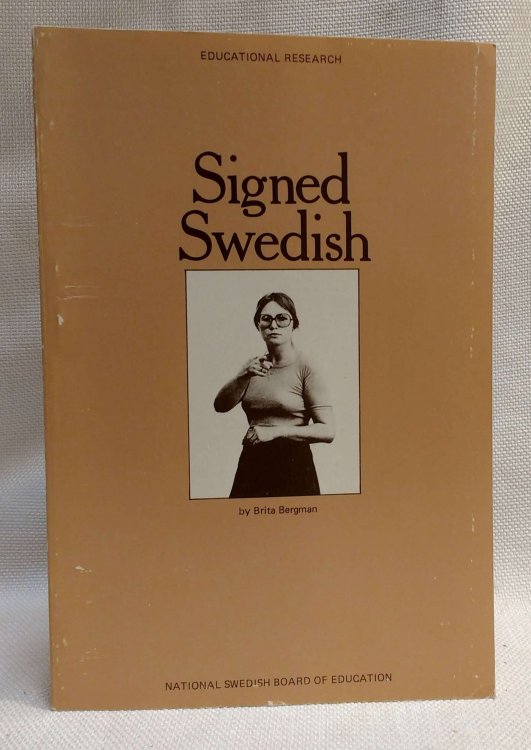 EDUCATIONAL RESEARCH
Signed
Swedish
by Brita Bergman
NATIONAL SWEDISH BOARD OF EDUCATION